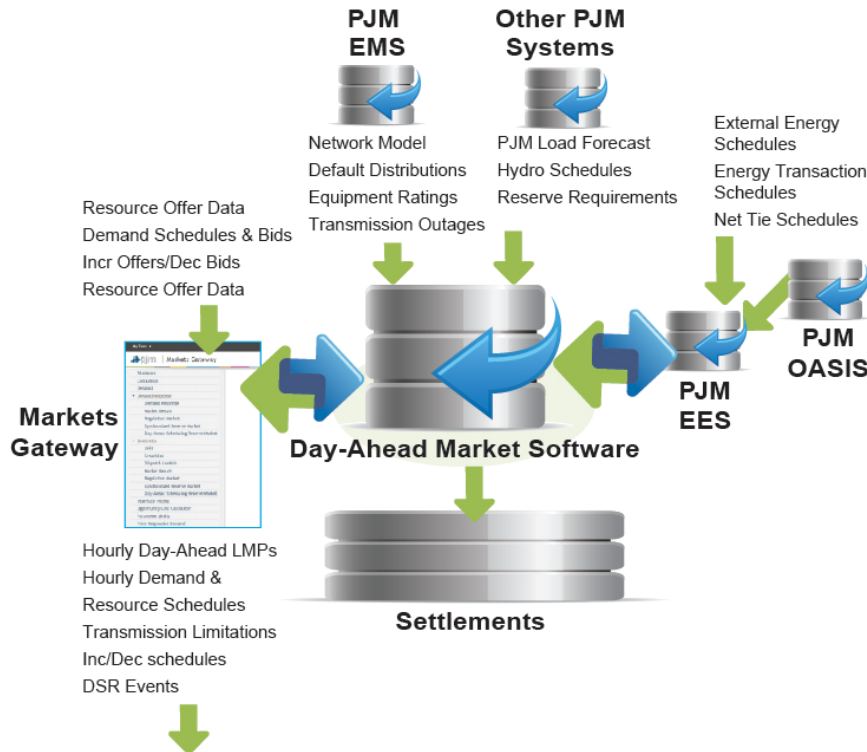 PJM
EMS
Other PJM
Systems
Network Model
Default Distributions
Equipment Ratings
Transmission Outages
PJM Load Forecast
Hydro Schedules
Reserve Requirements
External Energy
Schedules
Energy Transaction
Schedules
Net Tie Schedules
Resource Offer Data
Demand Schedules & Bids
Incr Offers/Dec Bids
Resource Offer Data
pjm Markets Gateway
Markets
Gateway
Day-Ahead Market Software
PJM
EES
PJM
OASIS
Hourly Day-Ahead LMPs
Hourly Demand &
Resource Schedules
Transmission Limitations
Inc/Dec schedules
DSR Events
Settlements